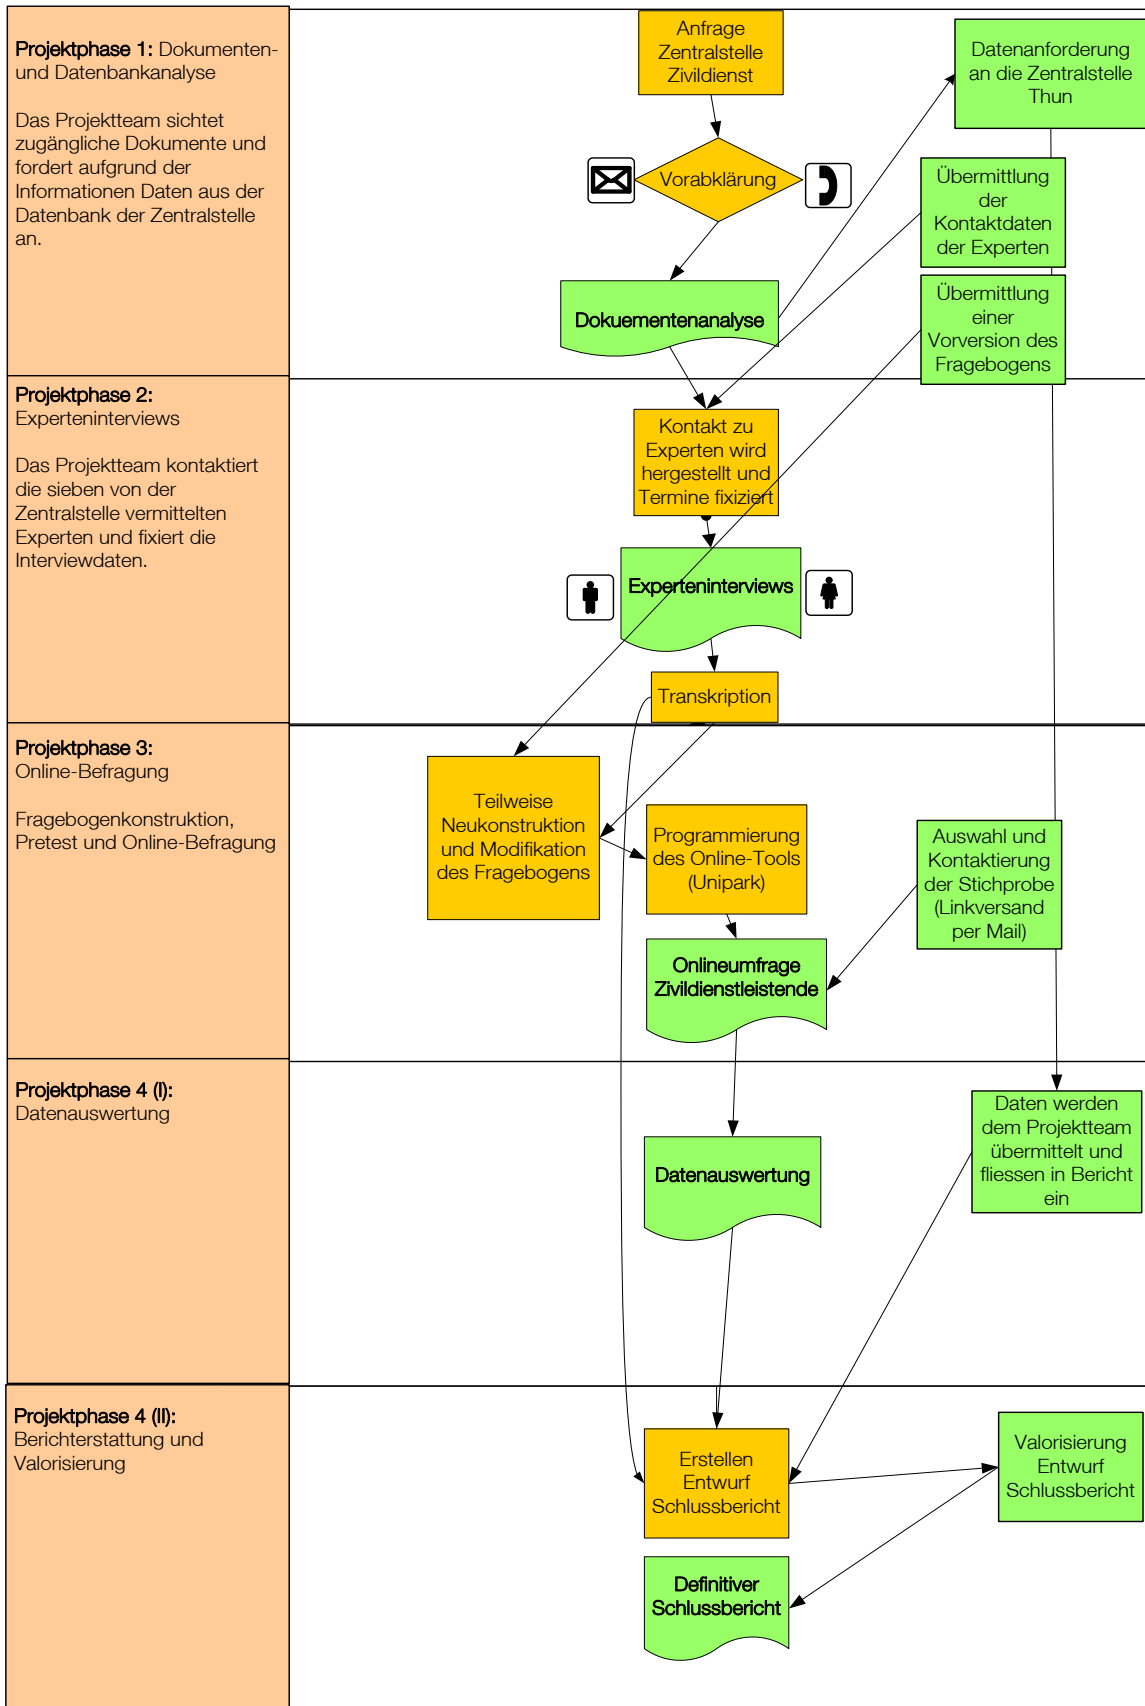 Projektphase 1: Dokumenten-
und Datenbankanalyse
Das Projektteam sichtet
zugängliche Dokumente und
fordert aufgrund der
Informationen Daten aus der
Datenbank der Zentralstelle
an.
Anfrage
Zentralstelle
Zivildienst
Datenanforderung
an die Zentralstelle
Thun
Vorabklärung
Übermittlung
der
Kontaktdaten
der Experten
Dokuementenanalyse
Übermittlung
einer
Vorversion des
Fragebogens
Projektphase 2:
Experteninterviews
Das Projektteam kontaktiert
die sieben von der
Zentralstelle vermittelten
Experten und fixiert die
Interviewdaten.
Kontakt zu
Experten wird
hergestellt und
Termine fixiziert
Experteninterviews
Transkription
Projektphase 3:
Online-Befragung
Fragebogenkonstruktion,
Pretest und Online-Befragung
Teilweise
Neukonstruktion
und Modifikation
des Fragebogens
Programmierung
des Online-Tools
(Unipark)
Auswahl und
Kontaktierung
der Stichprobe
(Linkversand
per Mail)
Onlineumfrage
Zivildienstleistende
Projektphase 4 (I):
Datenauswertung
Datenauswertung
Daten werden
dem Projektteam
übermittelt und
fliessen in Bericht
ein
Projektphase 4 (II):
Berichterstattung und
Valorisierung
Erstellen
Entwurf
Schlussbericht
Valorisierung
Entwurf
Schlussbericht
Definitiver
Schlussbericht